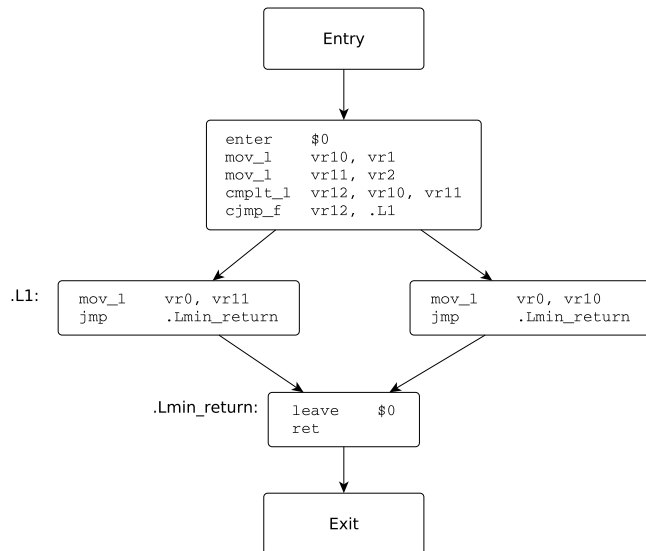 Entry
enter $0
mov_l vr10, vr1
mov_l vr11, vr2
cmplt_l vr12, vr10, vr11
cjmp_f vr12, .L1
.L1:
mov_l vr0, vr11
jmp .Lmin_return
mov_l vr0, vr10
jmp .Lmin_return
.Lmin_return:
leave $0
ret
Exit